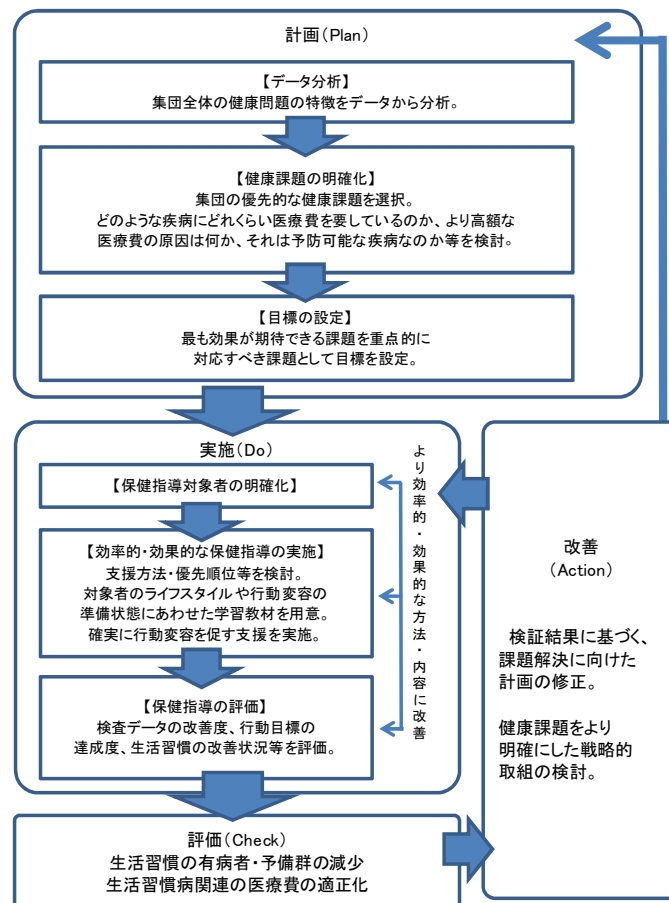 計画(Plan)
【データ分析】
集団全体の健康問題の特徴をデータから分析。
【健康課題の明確化】
集団の優先的な健康課題を選択。
どのような疾病にどれくらい医療費を要しているのか、より高額な
医療費の原因は何か、それは予防可能な疾病なのか等を検討。
【目標の設定】
最も効果が期待できる課題を重点的に
対応すべき課題として目標を設定。
実施(Do)
【保健指導対象者の明確化】
【効率的・効果的な保健指導の実施】
支援方法・優先順位等を検討。
対象者のライフスタイルや行動変容の
準備状態にあわせた学習教材を用意。
確実に行動変容を促す支援を実施。
【保健指導の評価】
検査データの改善度、行動目標の
達成度、生活習慣の改善状況等を評価。
より効率的・効果的な方法・内容に改善
評価(Check)
生活習慣の有病者・予備群の減少
生活習慣病関連の医療費の適正化
改善
(Action)
検証結果に基づく、
課題解決に向けた
計画の修正。
健康課題をより
明確にした戦略的
取組の検討。